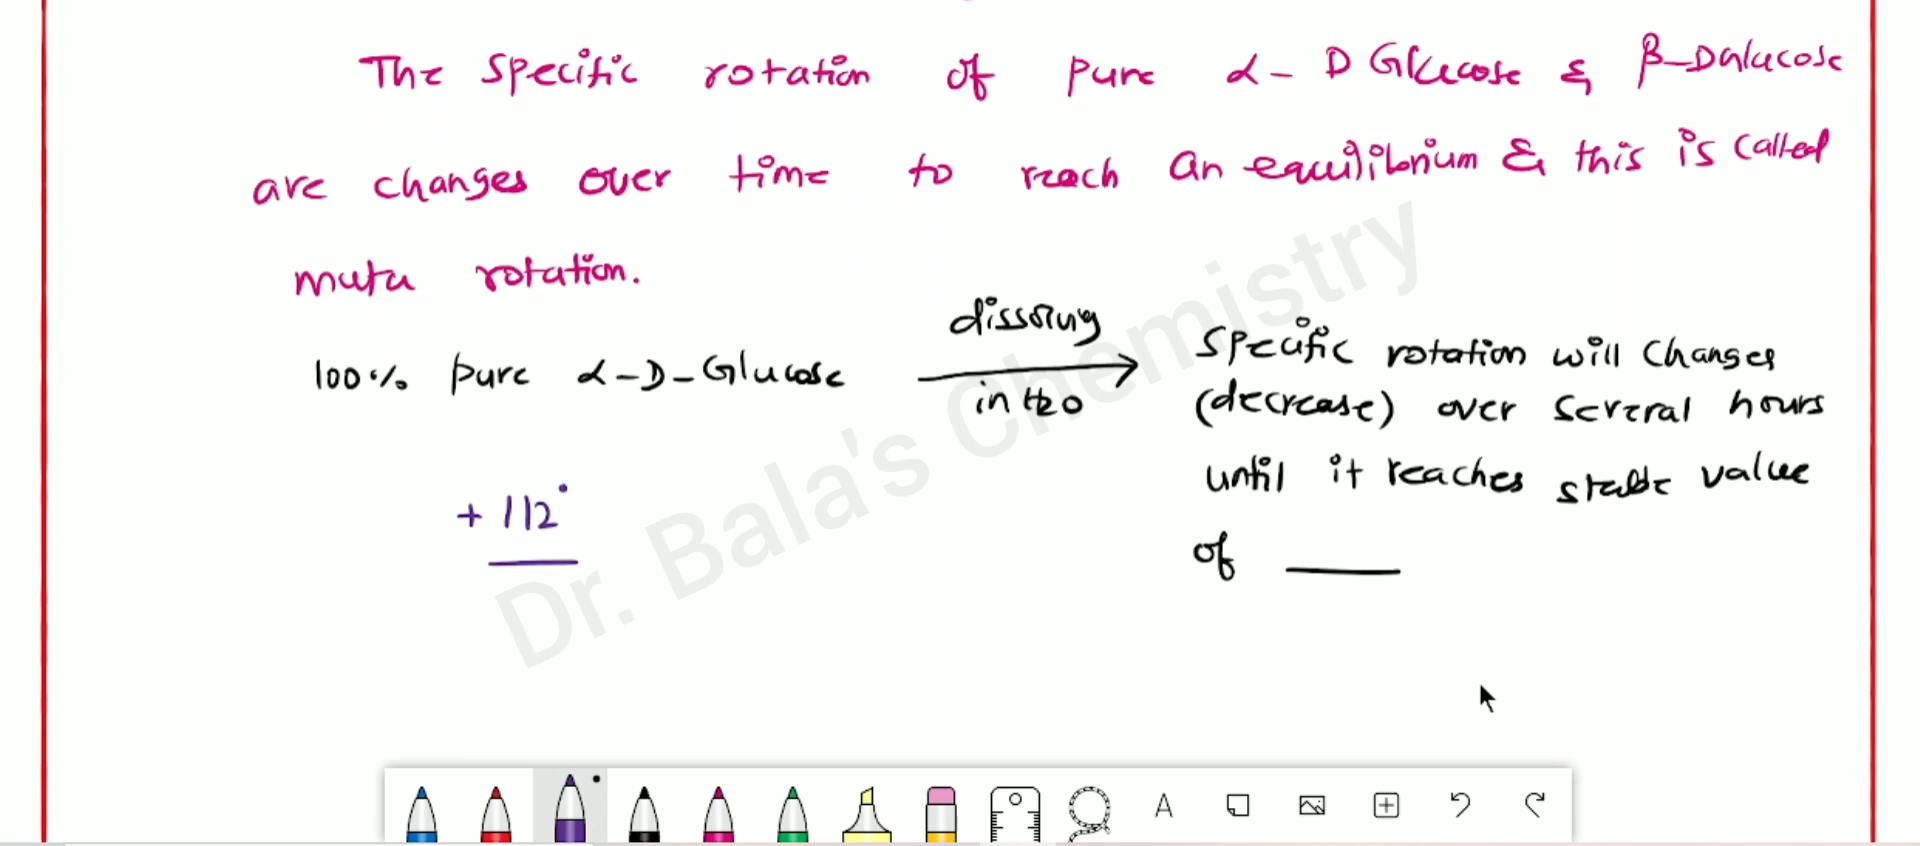 The specific rotation of pure α- D Glucose & β-D Glucose
are changes over time to reach an equilibrium & this is called
muta rotation.
100% pure α-D-Glucose
dissolving
in H2O
specific rotation will changes
(decrease) over several hours
until it reaches stable value
of ____
+112°
Dr. Bala's Chemistry
A